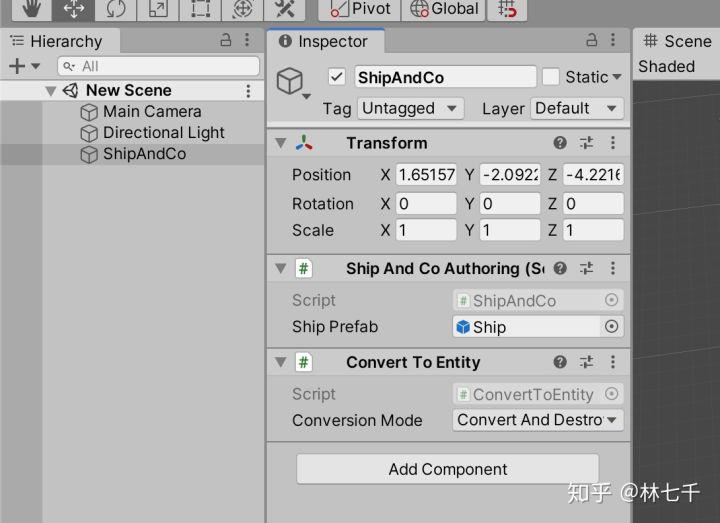 Pivot Global
Hierarchy
All
New Scene
Main Camera
Directional Light
ShipAndCo
Inspector
ShipAndCo Static
Tag Untagged Layer Default
Transform
Position X 1.65157 Y -2.0922 Z -4.2216
Rotation X 0 Y 0 Z 0
Scale X 1 Y 1 Z 1
# Ship And Co Authoring (Sc
Script # ShipAndCo
Ship Prefab Ship
# Convert To Entity
Script # ConvertToEntity
Conversion Mode Convert And Destro
Add Component
# Scene
Shaded
知乎 @林七千